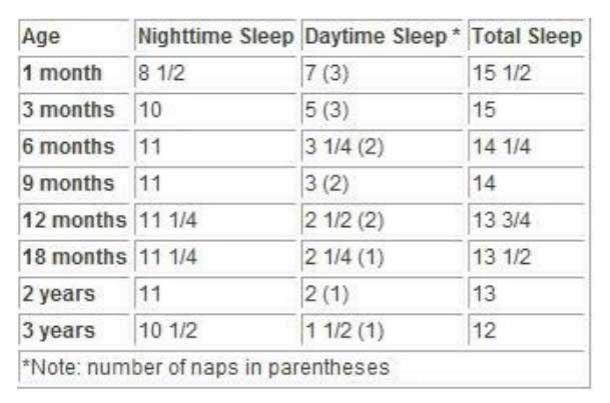 Age Nighttime Sleep Daytime Sleep * Total Sleep
1 month 8 1/2 7 (3) 15 1/2
3 months 10 5 (3) 15
6 months 11 3 1/4 (2) 14 1/4
9 months 11 3 (2) 14
12 months 11 1/4 2 1/2 (2) 13 3/4
18 months 11 1/4 2 1/4 (1) 13 1/2
2 years 11 2 (1) 13
3 years 10 1/2 1 1/2 (1) 12
*Note: number of naps in parentheses